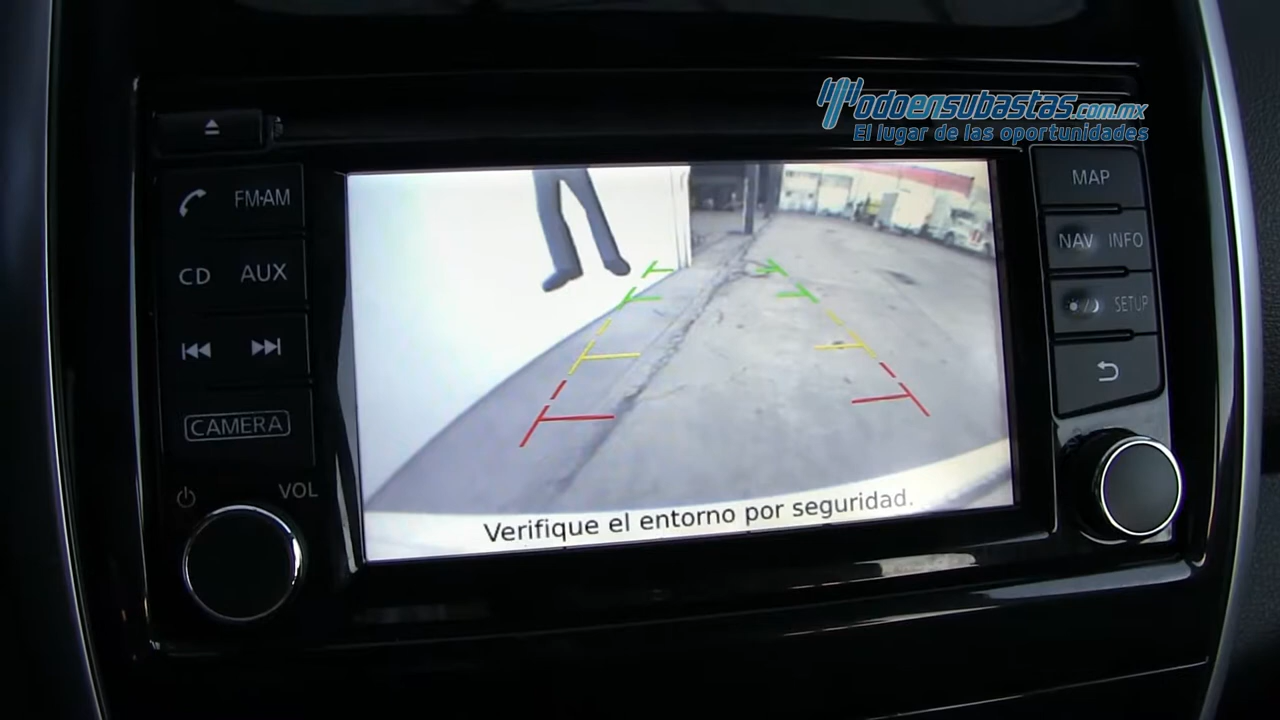 Todoensubastas.com.mx
El lugar de las oportunidades
FM·AM
CD AUX
CAMERA
VOL
MAP
NAV INFO
SETUP
Verifique el entorno por seguridad.